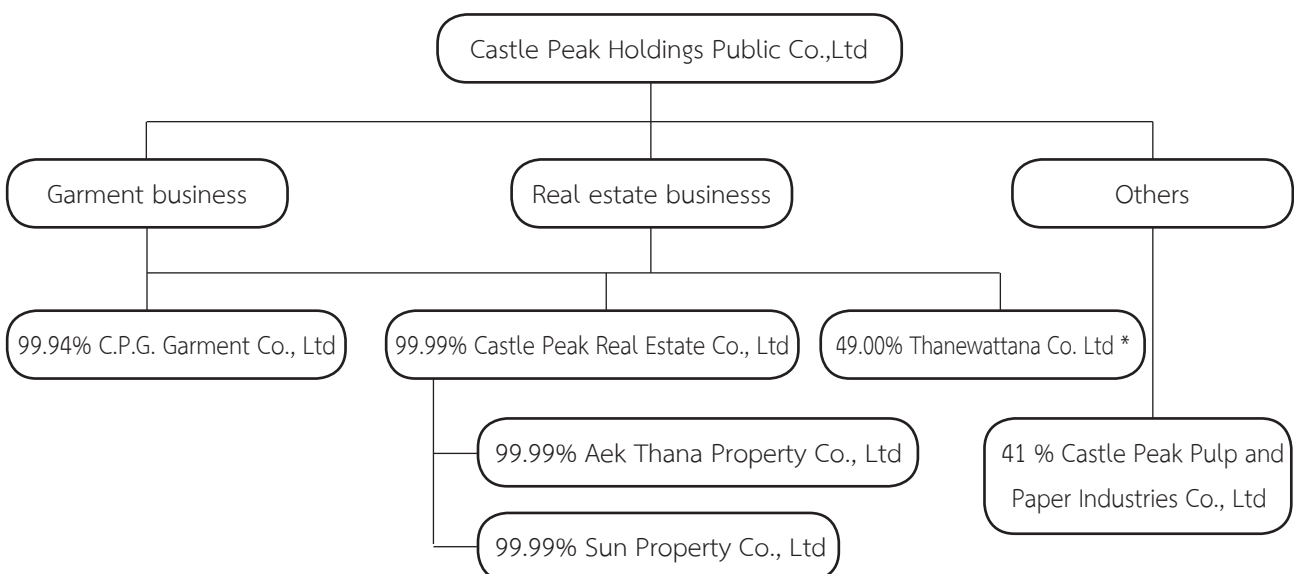 Castle Peak Holdings Public Co.,Ltd
Garment business
Real estate businesss
Others
99.94% C.P.G. Garment Co., Ltd
99.99% Castle Peak Real Estate Co., Ltd
49.00% Thanewattana Co. Ltd *
99.99% Aek Thana Property Co., Ltd
41 % Castle Peak Pulp and
Paper Industries Co., Ltd
99.99% Sun Property Co., Ltd